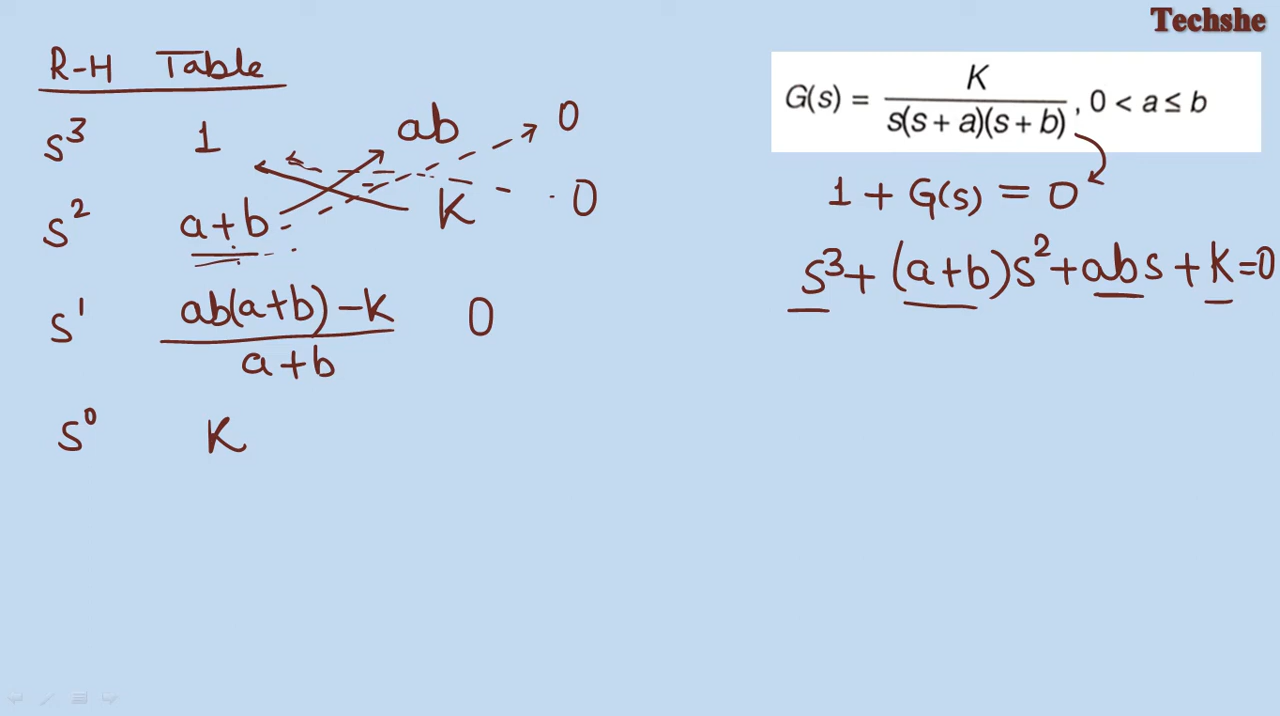 Techshe
R-H Table
s³ 1 ab 0
s² a+b K 0
s¹ ab(a+b) – K / a+b 0
s⁰ K
G(s) = K / s(s + a)(s + b) , 0 < a ≤ b
1 + G(s) = 0
s³ + (a+b)s² + abs + k = 0